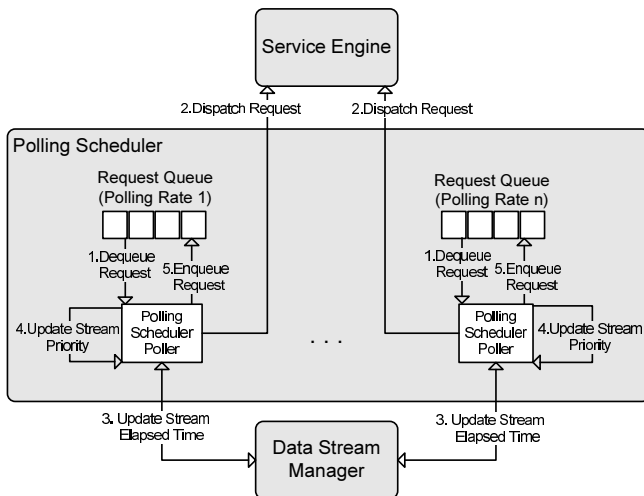 Service Engine
2.Dispatch Request
2.Dispatch Request
Polling Scheduler
Request Queue
(Polling Rate 1)
Request Queue
(Polling Rate n)
1.Dequeue
Request
5.Enqueue
Request
1.Dequeue
Request
5.Enqueue
Request
4.Update Stream
Priority
Polling
Scheduler
Poller
. . .
Polling
Scheduler
Poller
4.Update Stream
Priority
3. Update Stream
Elapsed Time
3. Update Stream
Elapsed Time
Data Stream
Manager